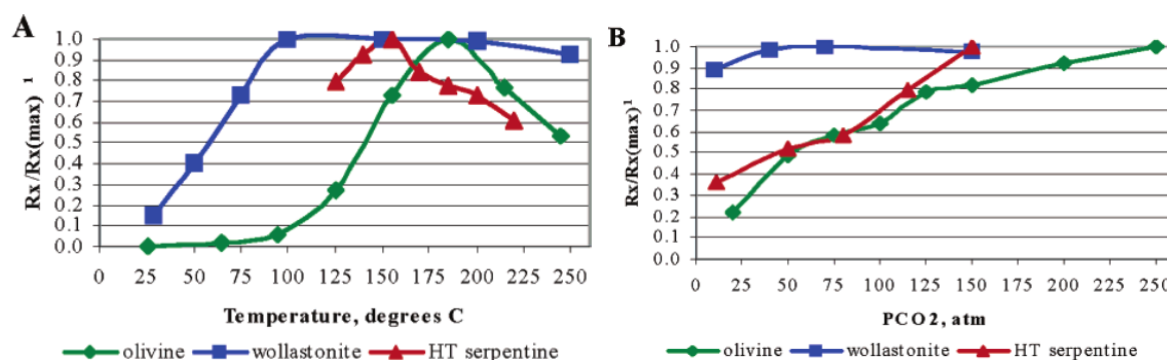 A
Rx/Rx(max) ¹
1.0
0.9
0.8
0.7
0.6
0.5
0.4
0.3
0.2
0.1
0.0
0 25 50 75 100 125 150 175 200 225 250
Temperature, degrees C
olivine wollastonite HT serpentine
B
Rx/Rx(max)¹
1.0
0.9
0.8
0.7
0.6
0.5
0.4
0.3
0.2
0.1
0.0
0 25 50 75 100 125 150 175 200 225 250
PCO2, atm
olivine wollastonite HT serpentine